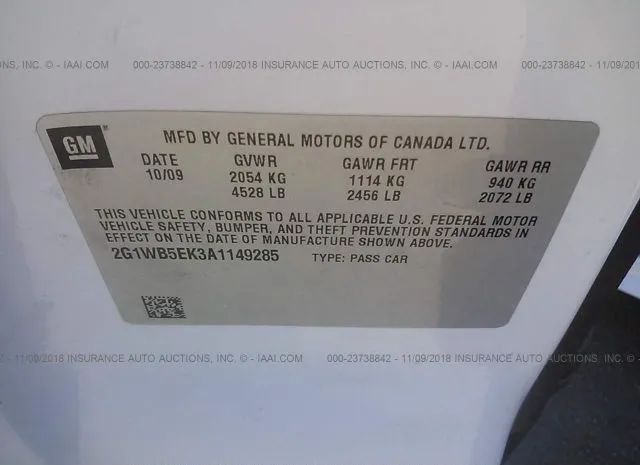 NS, INC. © - IAAI.COM 000-23738842 - 11/09/2018 INSURANCE AUTO AUCTIONS, INC. © - IAAI.COM 000-23738842 - 11/09/
GM
MFD BY GENERAL MOTORS OF CANADA LTD.
DATE GVWR GAWR FRT GAWR RR
10/09 2054 KG 1114 KG 940 KG
4528 LB 2456 LB 2072 LB
THIS VEHICLE CONFORMS TO ALL APPLICABLE U.S. FEDERAL MOTOR
VEHICLE SAFETY, BUMPER, AND THEFT PREVENTION STANDARDS IN
EFFECT ON THE DATE OF MANUFACTURE SHOWN ABOVE.
2G1WB5EK3A1149285 TYPE: PASS CAR
42 - 11/09/2018 INSURANCE AUTO AUCTIONS, INC. © - IAAI.COM 000-23738842 - 11/09/2018 INSURANCE AUTO AUCTIONS, INC. ©